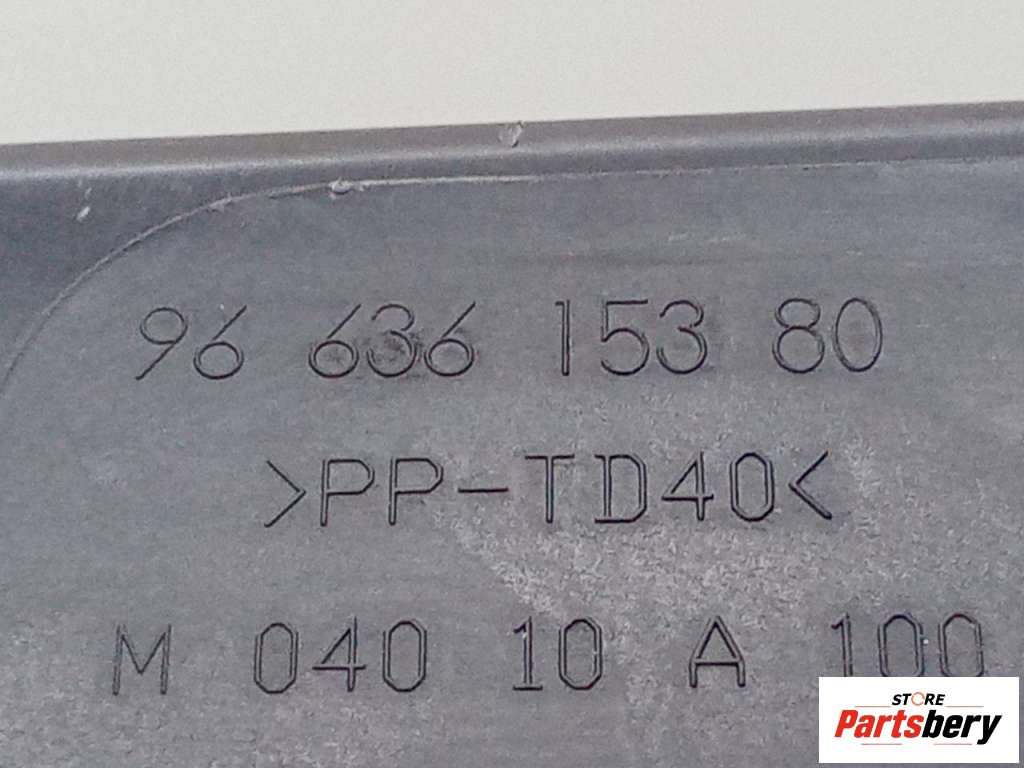 96 636 153 80
>PP-TD40<
M 040 10 A 100
STORE
Partsbery